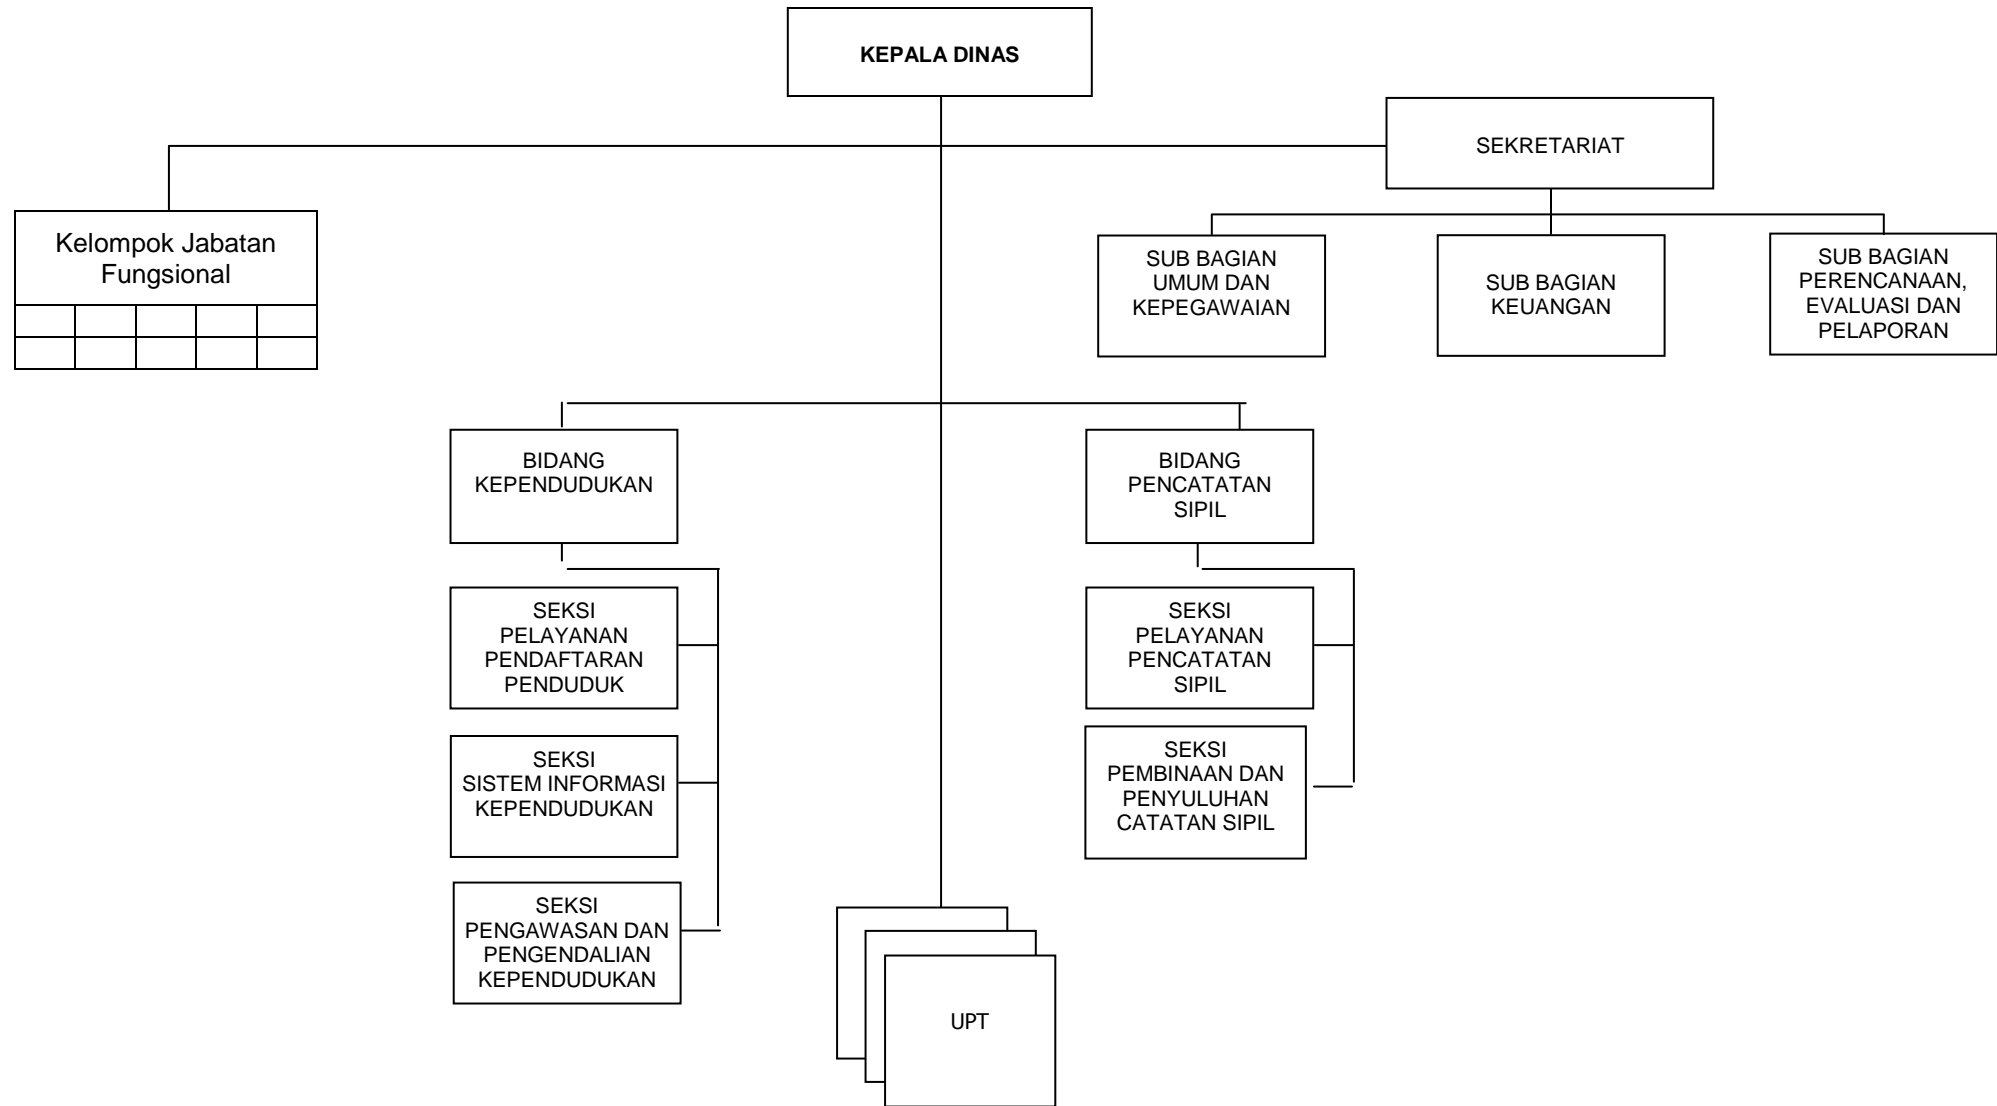 KEPALA DINAS
SEKRETARIAT
Kelompok Jabatan
Fungsional
SUB BAGIAN
UMUM DAN
KEPEGAWAIAN
SUB BAGIAN
KEUANGAN
SUB BAGIAN
PERENCANAAN,
EVALUASI DAN
PELAPORAN
BIDANG
KEPENDUDUKAN
BIDANG
PENCATATAN
SIPIL
SEKSI
PELAYANAN
PENDAFTARAN
PENDUDUK
SEKSI
PELAYANAN
PENCATATAN
SIPIL
SEKSI
SISTEM INFORMASI
KEPENDUDUKAN
SEKSI
PEMBINAAN DAN
PENYULUHAN
CATATAN SIPIL
SEKSI
PENGAWASAN DAN
PENGENDALIAN
KEPENDUDUKAN
UPT